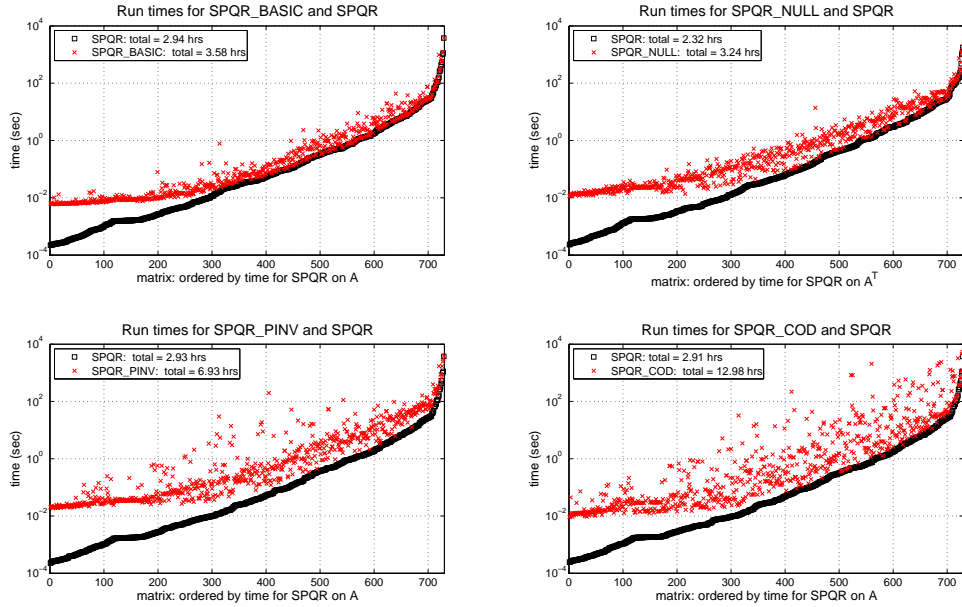 Run times for SPQR_BASIC and SPQR
10^4
10^2
10^0
10^−2
10^−4
time (sec)
SPQR: total = 2.94 hrs
SPQR_BASIC: total = 3.58 hrs
0 100 200 300 400 500 600 700
matrix: ordered by time for SPQR on A
Run times for SPQR_NULL and SPQR
10^4
10^2
10^0
10^−2
10^−4
time (sec)
SPQR: total = 2.32 hrs
SPQR_NULL: total = 3.24 hrs
0 100 200 300 400 500 600 700
matrix: ordered by time for SPQR on A^T
Run times for SPQR_PINV and SPQR
10^4
10^2
10^0
10^−2
10^−4
time (sec)
SPQR: total = 2.93 hrs
SPQR_PINV: total = 6.93 hrs
0 100 200 300 400 500 600 700
matrix: ordered by time for SPQR on A
Run times for SPQR_COD and SPQR
10^4
10^2
10^0
10^−2
10^−4
time (sec)
SPQR: total = 2.91 hrs
SPQR_COD: total = 12.98 hrs
0 100 200 300 400 500 600 700
matrix: ordered by time for SPQR on A